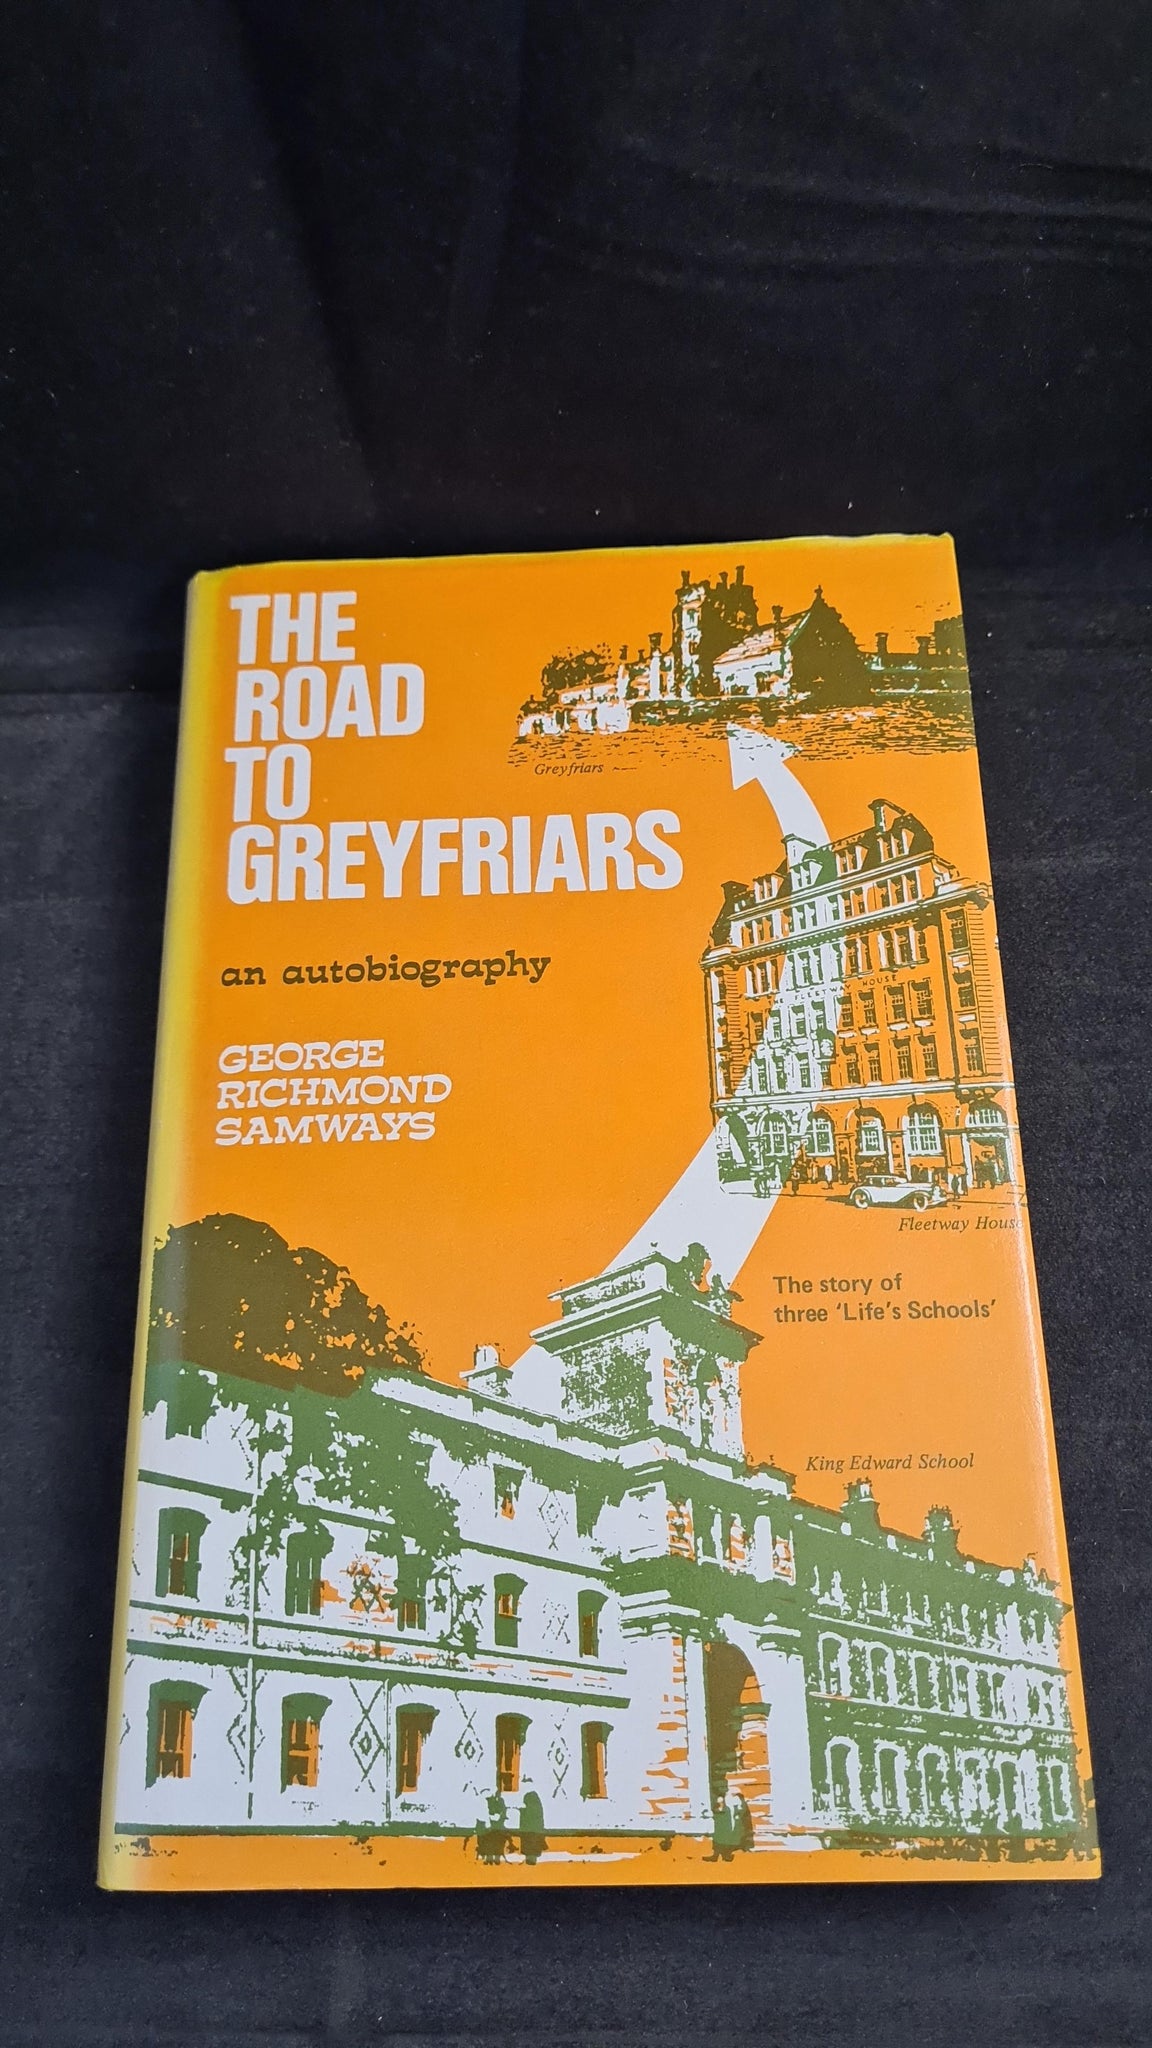 THE
ROAD
TO
GREYFRIARS
an autobiography
GEORGE
RICHMOND
SAMWAYS
Greyfriars
FLEETWAY HOUSE
Fleetway House
The story of
three 'Life's Schools'
King Edward School